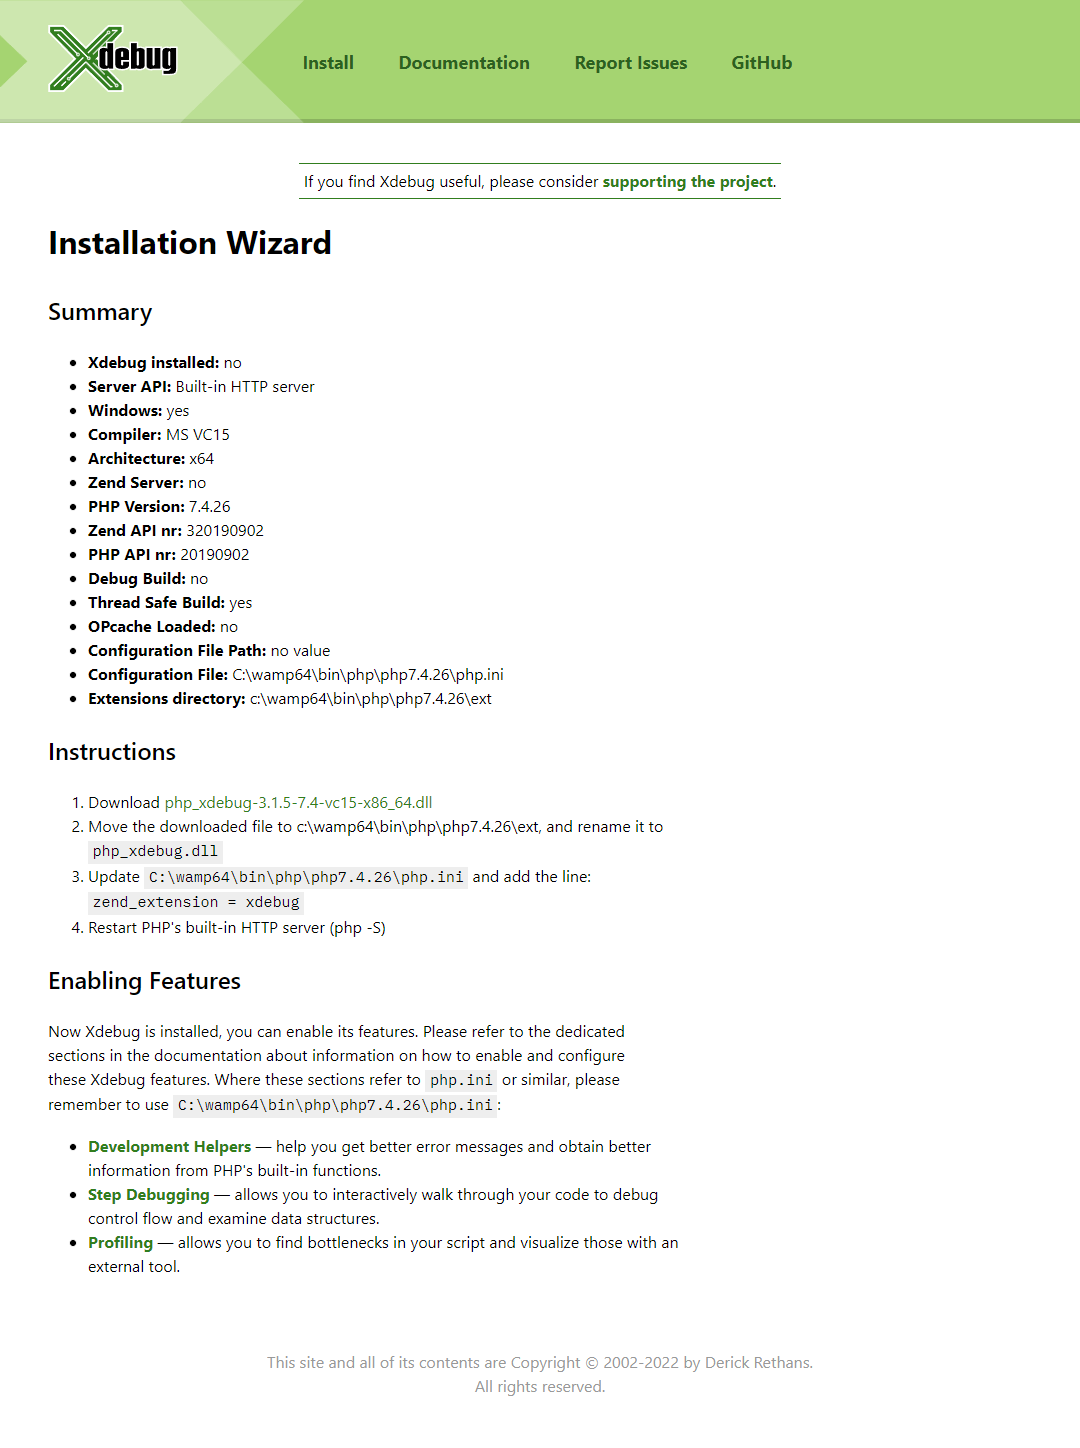 Xdebug
Install Documentation Report Issues GitHub
If you find Xdebug useful, please consider supporting the project.
Installation Wizard
Summary
• Xdebug installed: no
• Server API: Built-in HTTP server
• Windows: yes
• Compiler: MS VC15
• Architecture: x64
• Zend Server: no
• PHP Version: 7.4.26
• Zend API nr: 320190902
• PHP API nr: 20190902
• Debug Build: no
• Thread Safe Build: yes
• OPcache Loaded: no
• Configuration File Path: no value
• Configuration File: C:\wamp64\bin\php\php7.4.26\php.ini
• Extensions directory: c:\wamp64\bin\php\php7.4.26\ext
Instructions
1. Download php_xdebug-3.1.5-7.4-vc15-x86_64.dll
2. Move the downloaded file to c:\wamp64\bin\php\php7.4.26\ext, and rename it to
php_xdebug.dll
3. Update C:\wamp64\bin\php\php7.4.26\php.ini and add the line:
zend_extension = xdebug
4. Restart PHP's built-in HTTP server (php -S)
Enabling Features
Now Xdebug is installed, you can enable its features. Please refer to the dedicated
sections in the documentation about information on how to enable and configure
these Xdebug features. Where these sections refer to php.ini or similar, please
remember to use C:\wamp64\bin\php\php7.4.26\php.ini:
• Development Helpers — help you get better error messages and obtain better
information from PHP's built-in functions.
• Step Debugging — allows you to interactively walk through your code to debug
control flow and examine data structures.
• Profiling — allows you to find bottlenecks in your script and visualize those with an
external tool.
This site and all of its contents are Copyright © 2002-2022 by Derick Rethans.
All rights reserved.